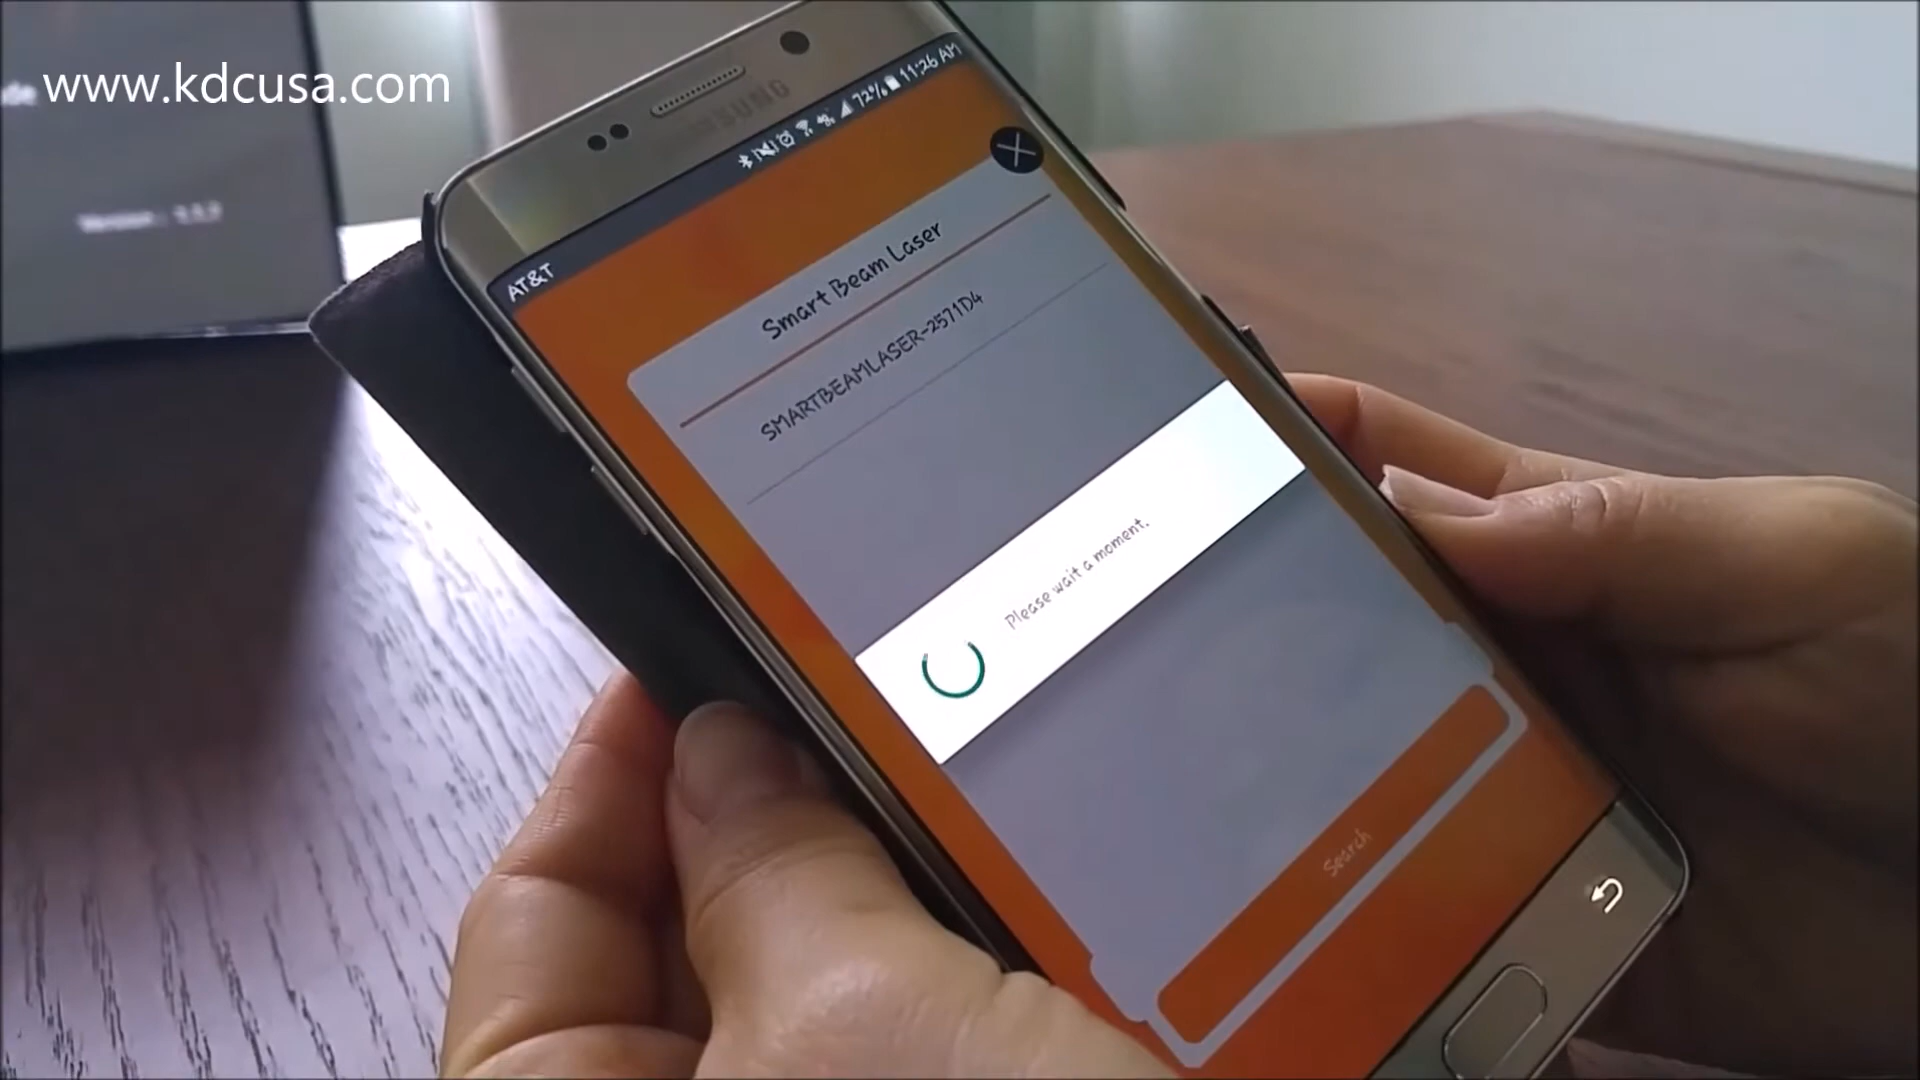 www.kdcusa.com
SAMSUNG
AT&T
72% 11:26 AM
Smart Beam Laser
SMARTBEAMLASER-2571D4
Please wait a moment.
Search